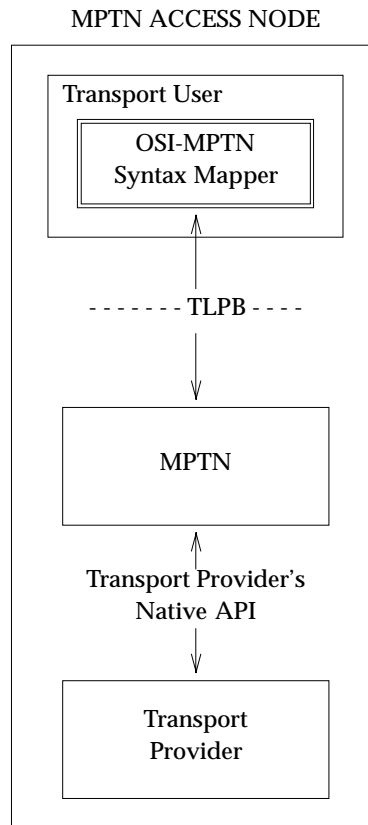 MPTN ACCESS NODE
Transport User
OSI-MPTN
Syntax Mapper
- - - - - - - TLPB - - - -
MPTN
Transport Provider's
Native API
Transport
Provider